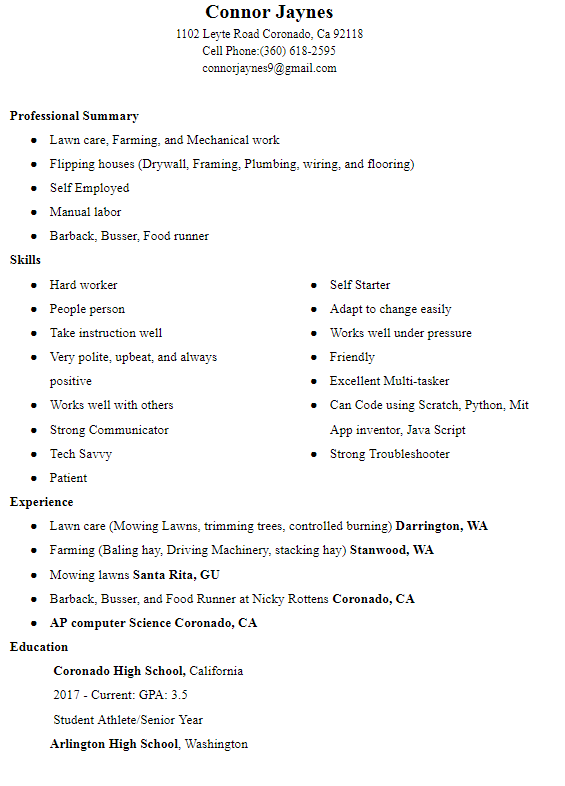 Connor Jaynes
1102 Leyte Road Coronado, Ca 92118
Cell Phone:(360) 618-2595
connorjaynes9@gmail.com
Professional Summary
● Lawn care, Farming, and Mechanical work
● Flipping houses (Drywall, Framing, Plumbing, wiring, and flooring)
● Self Employed
● Manual labor
● Barback, Busser, Food runner
Skills
● Hard worker
● People person
● Take instruction well
● Very polite, upbeat, and always
positive
● Works well with others
● Strong Communicator
● Tech Savvy
● Patient
● Self Starter
● Adapt to change easily
● Works well under pressure
● Friendly
● Excellent Multi-tasker
● Can Code using Scratch, Python, Mit
App inventor, Java Script
● Strong Troubleshooter
Experience
● Lawn care (Mowing Lawns, trimming trees, controlled burning) Darrington, WA
● Farming (Baling hay, Driving Machinery, stacking hay) Stanwood, WA
● Mowing lawns Santa Rita, GU
● Barback, Busser, and Food Runner at Nicky Rottens Coronado, CA
● AP computer Science Coronado, CA
Education
Coronado High School, California
2017 - Current: GPA: 3.5
Student Athlete/Senior Year
Arlington High School, Washington